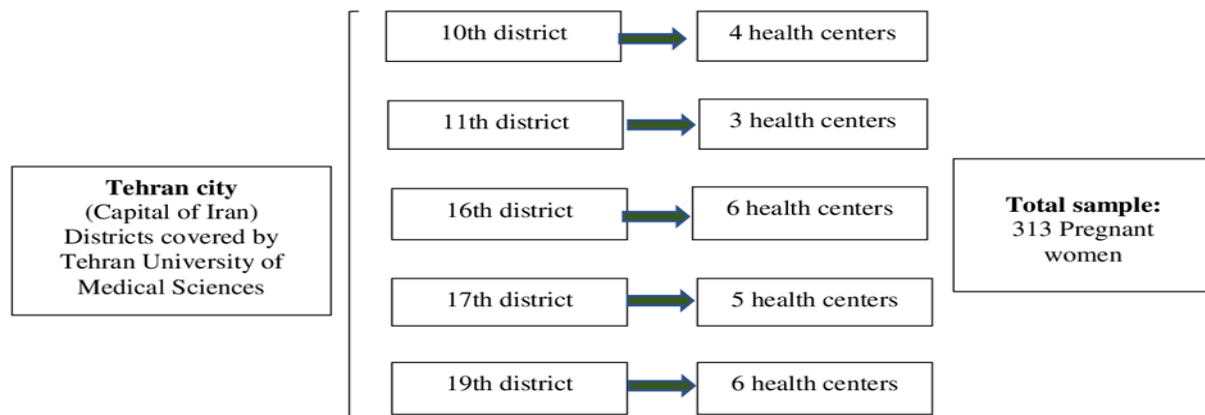 Tehran city
(Capital of Iran)
Districts covered by
Tehran University of
Medical Sciences
10th district
4 health centers
11th district
3 health centers
16th district
6 health centers
17th district
5 health centers
19th district
6 health centers
Total sample:
313 Pregnant
women